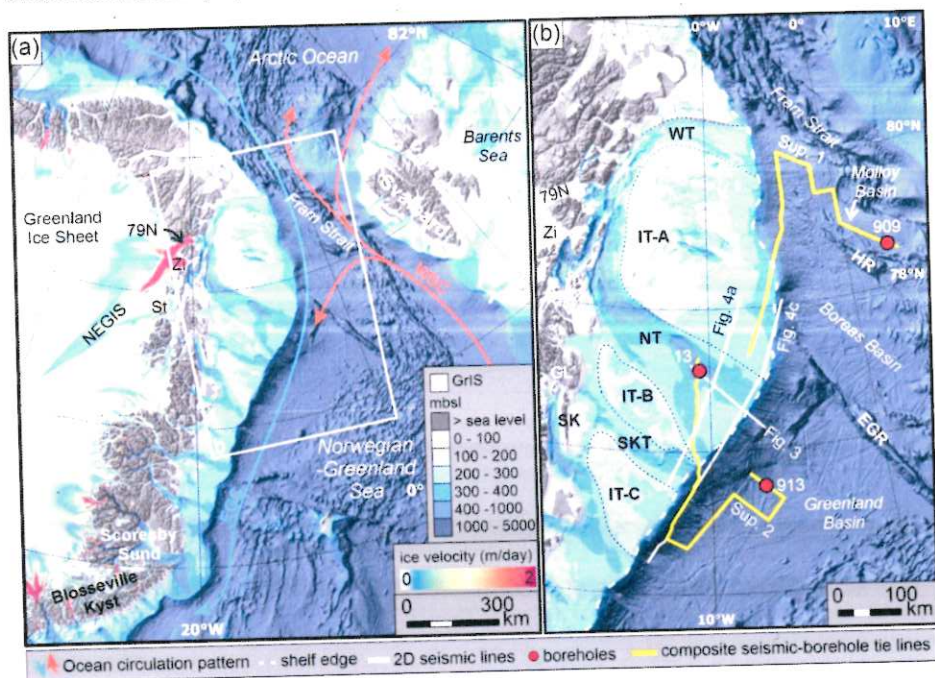 (a)
82°N
Arctic Ocean
Barents
Sea
Svalbard
Fram Strait
Greenland
Ice Sheet
79N
Zi
St
NEGIS
WSC
Norwegian
-Greenland
Sea
0°
Scoresby
Sund
Blosseville
Kyst
20°W
GrIS
mbsl
> sea level
0 - 100
100 - 200
200 - 300
300 - 400
400 -1000
1000 - 5000
ice velocity (m/day)
0 2
0 300
km
(b)
0°
10°E
Fram Strait
80°N
WT
Sup. 1
Molloy
Basin
79N
Zi
IT-A
909
HR
78°N
Fig. 4a
Fig. 4c
Boreas Basin
NT
13
IT-B
SK
SKT
Fig. 3
EGR
IT-C
913
Sup. 2
Greenland
Basin
10°W
0 100
km
Ocean circulation pattern shelf edge 2D seismic lines boreholes composite seismic-borehole tie lines